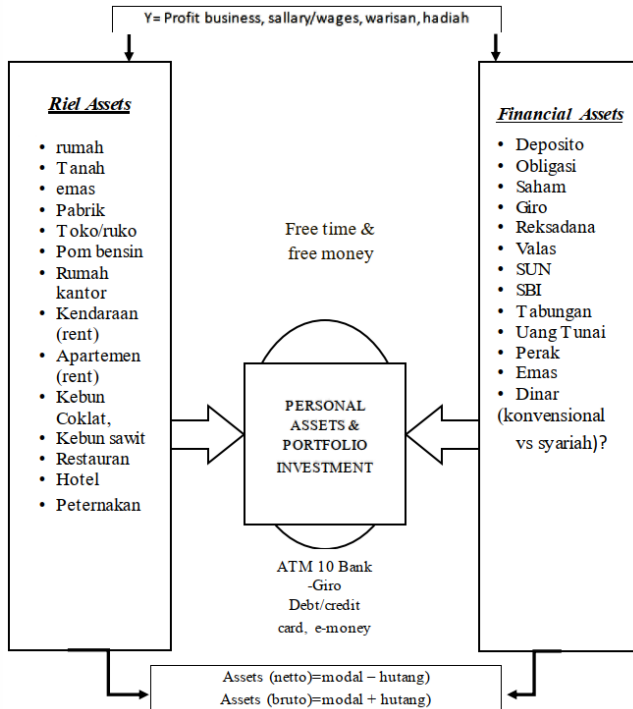 Y= Profit business, sallary/wages, warisan, hadiah
Riel Assets
• rumah
• Tanah
• emas
• Pabrik
• Toko/ruko
• Pom bensin
• Rumah
kantor
• Kendaraan
(rent)
• Apartemen
(rent)
• Kebun
Coklat,
• Kebun sawit
• Restauran
• Hotel
• Peternakan
Free time &
free money
PERSONAL
ASSETS &
PORTFOLIO
INVESTMENT
ATM 10 Bank
-Giro
Debt/credit
card, e-money
Financial Assets
• Deposito
• Obligasi
• Saham
• Giro
• Reksadana
• Valas
• SUN
• SBI
• Tabungan
• Uang Tunai
• Perak
• Emas
• Dinar
(konvensional
vs syariah)?
Assets (netto)=modal – hutang)
Assets (bruto)=modal + hutang)